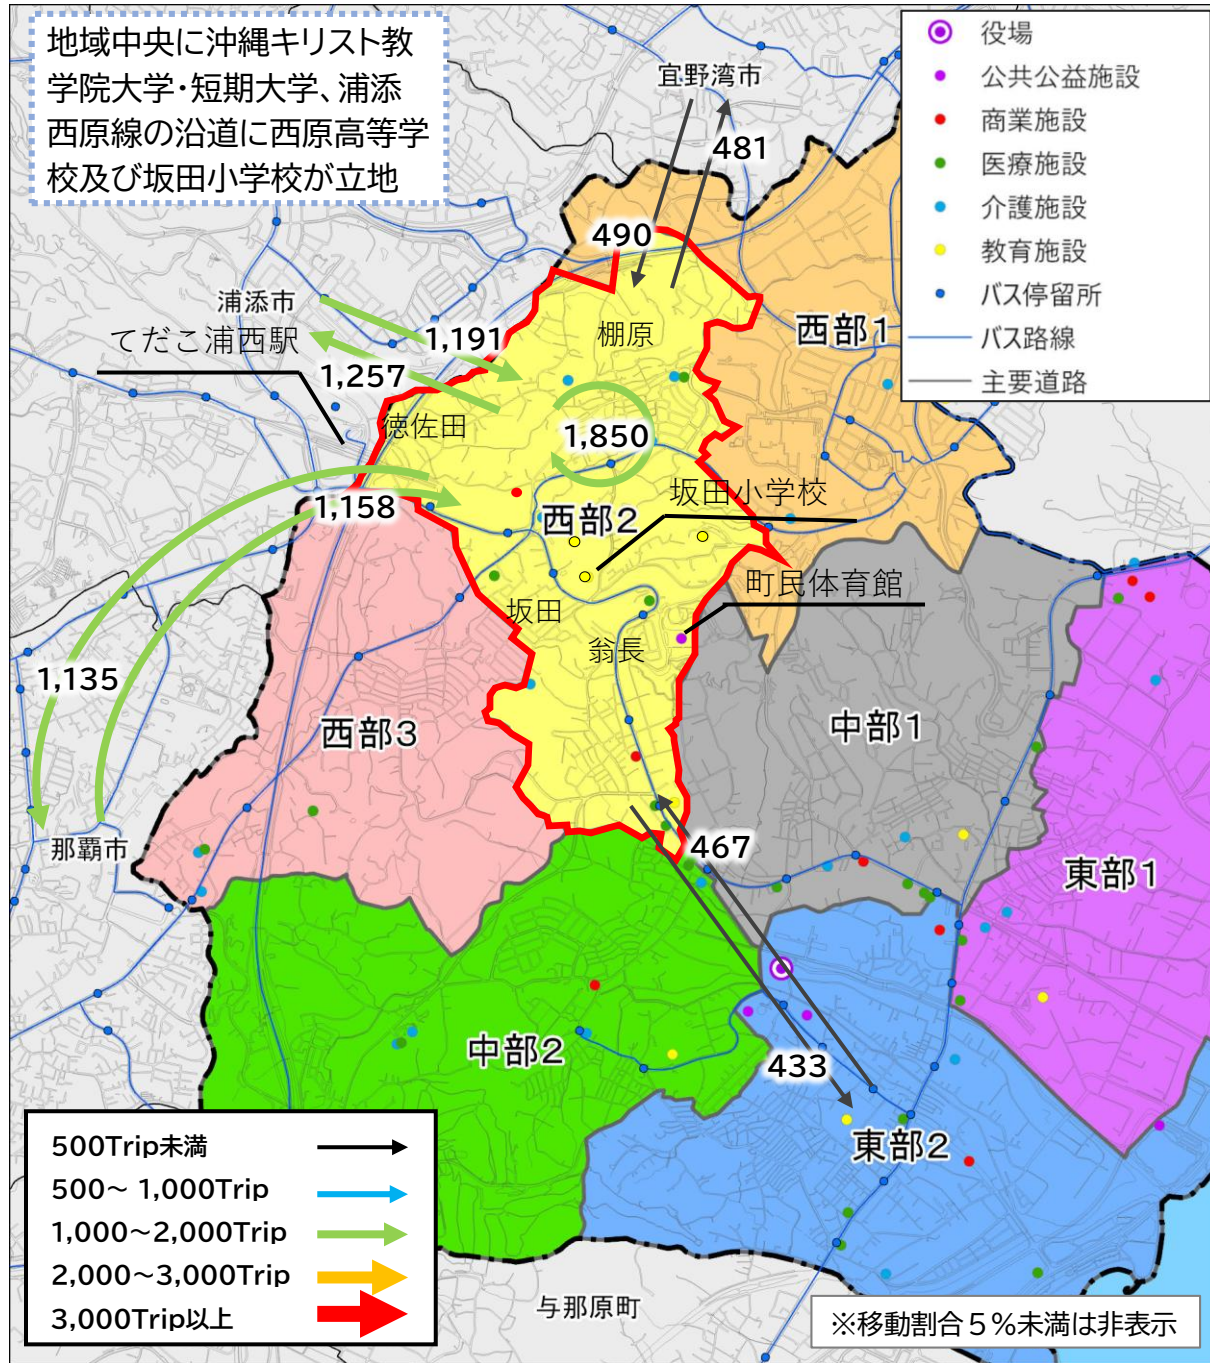 地域中央に沖縄キリスト教
学院大学・短期大学、浦添
西原線の沿道に西原高等学
校及び坂田小学校が立地
役場
公共公益施設
商業施設
医療施設
介護施設
教育施設
バス停留所
バス路線
主要道路
宜野湾市
481
490
浦添市
てだこ浦西駅
1,191
1,257
棚原
西部1
徳佐田
1,850
1,158
西部2
坂田小学校
坂田
町民体育館
翁長
1,135
西部3
中部1
那覇市
467
東部1
中部2
433
東部2
500Trip未満
500～ 1,000Trip
1,000～2,000Trip
2,000～3,000Trip
3,000Trip以上
与那原町
※移動割合５%未満は非表示